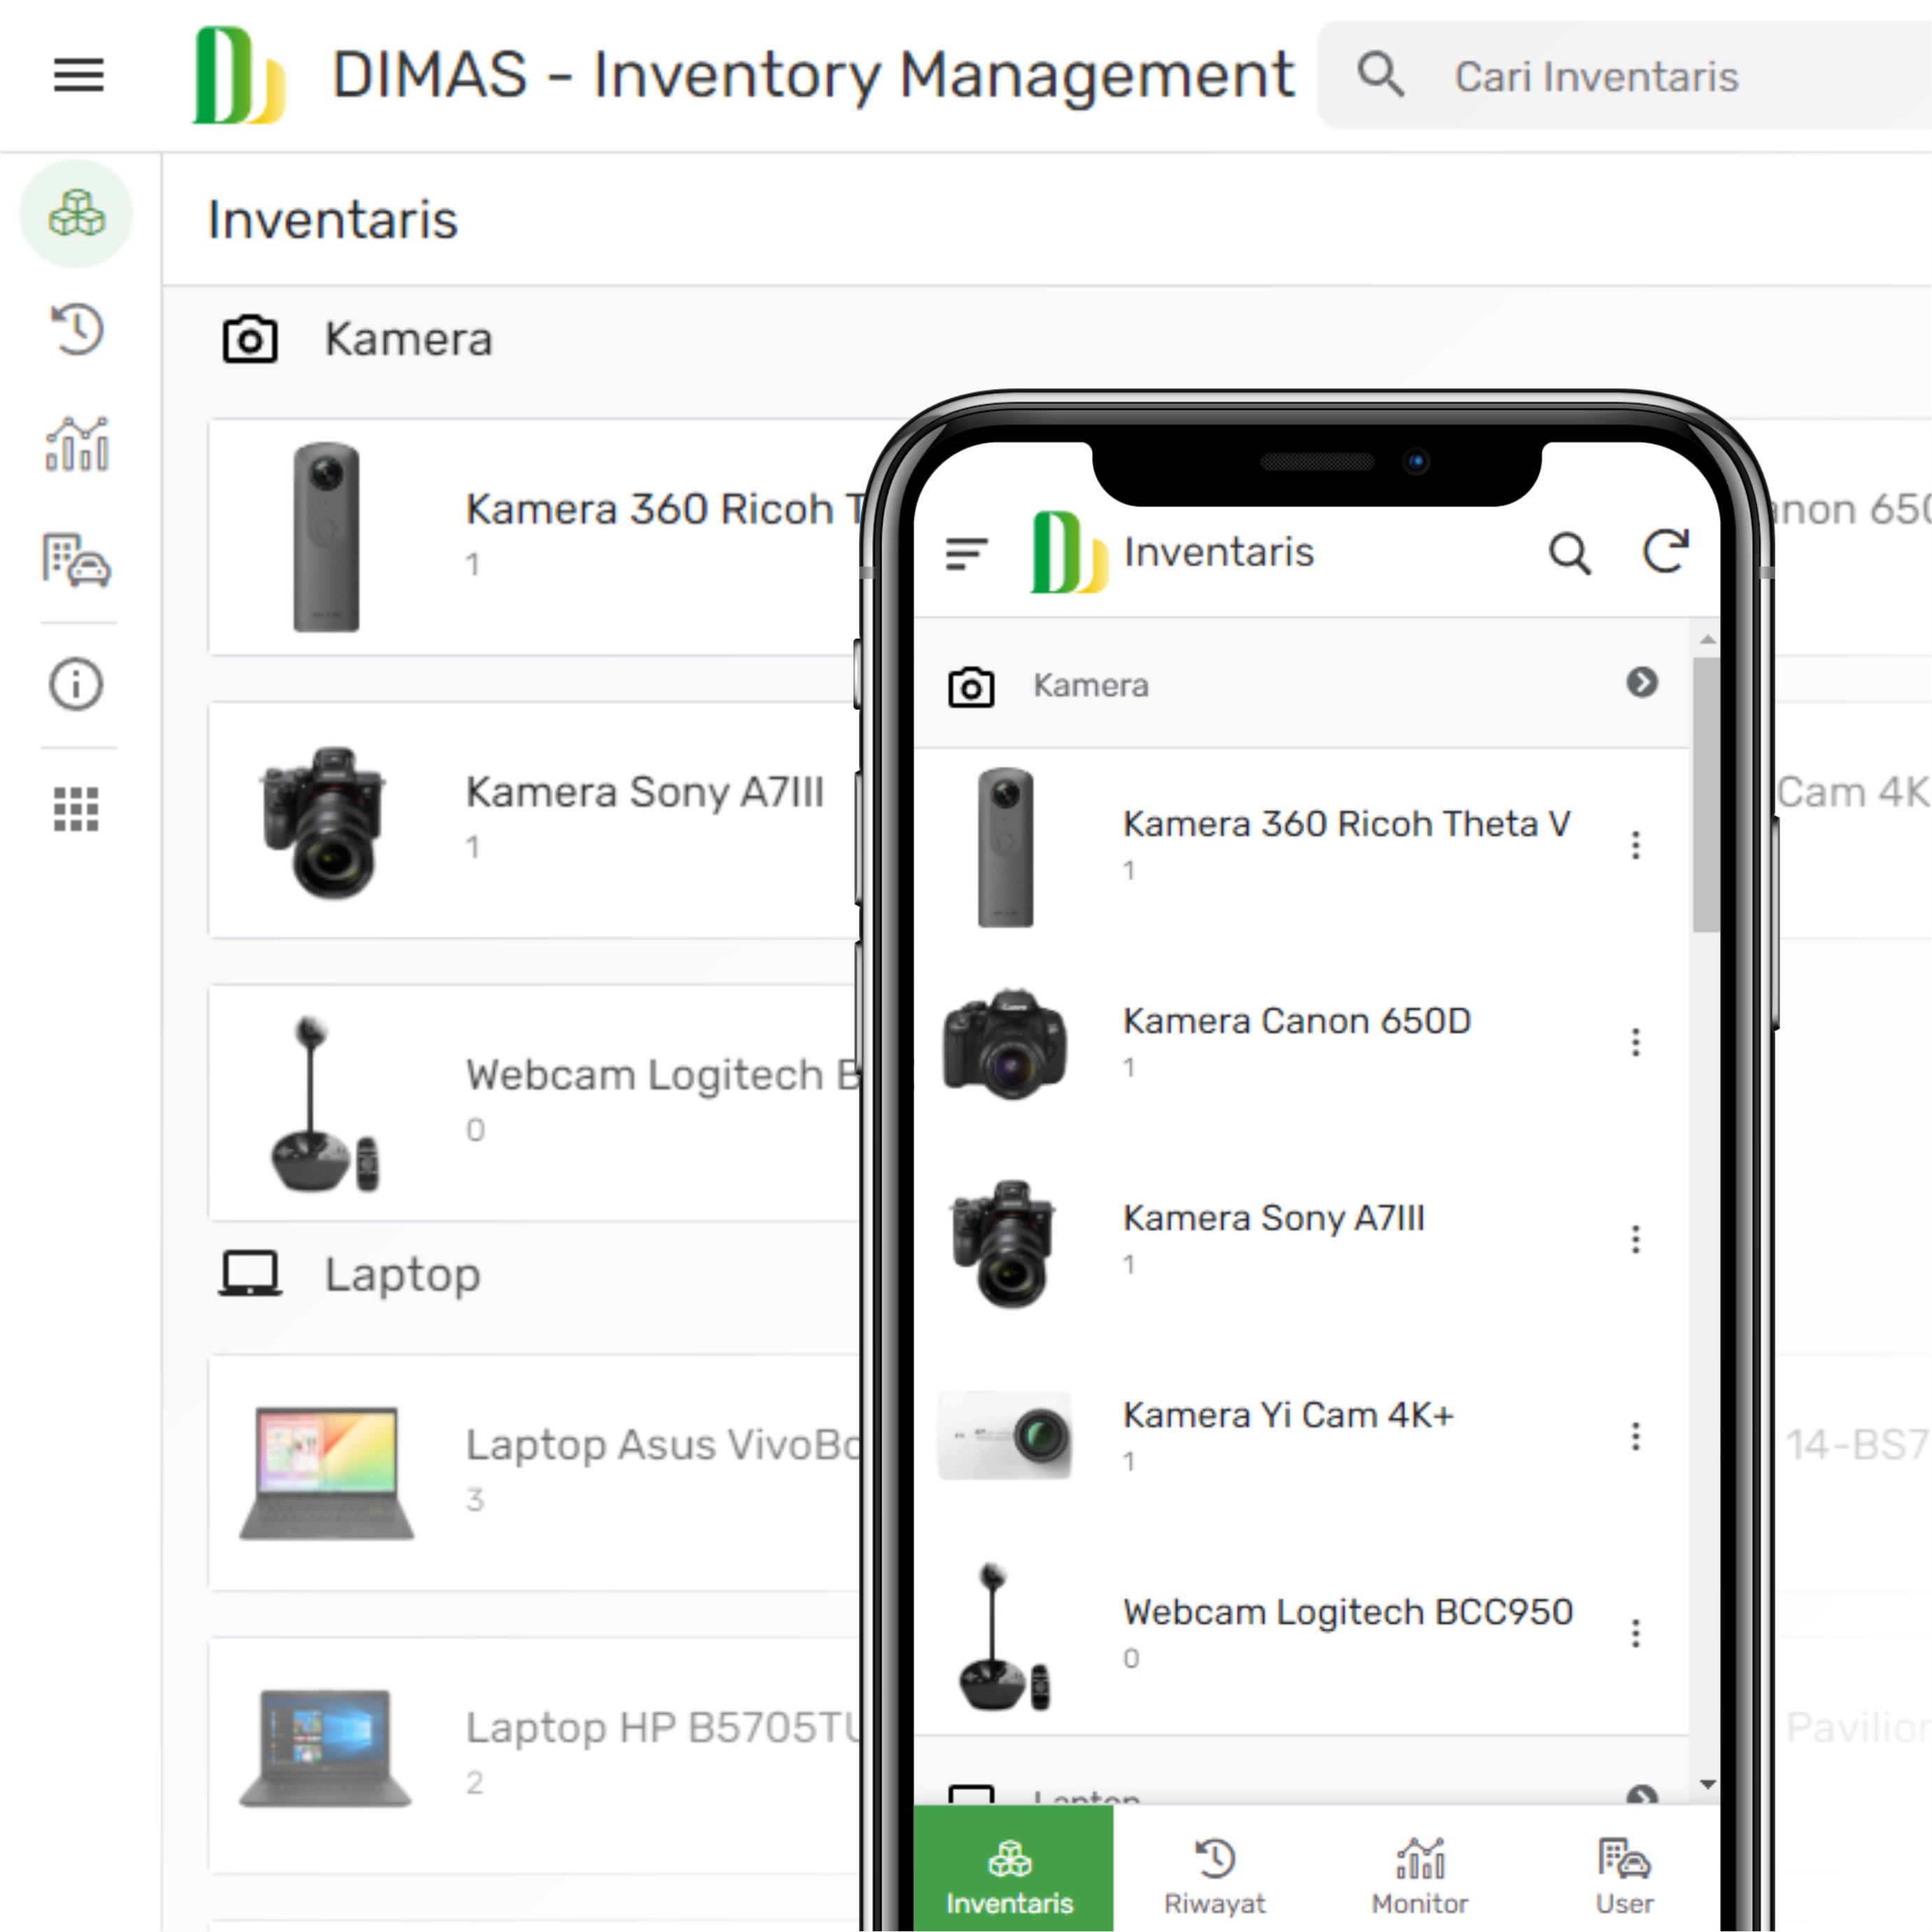 DIMAS - Inventory Management
Cari Inventaris
Inventaris
Kamera
Kamera 360 Ricoh T
1
anon 650
Kamera Sony A7III
1
Cam 4K
Webcam Logitech B
0
Laptop
Laptop Asus VivoBo
3
14-BS7
Laptop HP B5705TU
2
Pavilion
Inventaris
Kamera
Kamera 360 Ricoh Theta V
1
Kamera Canon 650D
1
Kamera Sony A7III
1
Kamera Yi Cam 4K+
1
Webcam Logitech BCC950
0
Laptop
Inventaris
Riwayat
Monitor
User